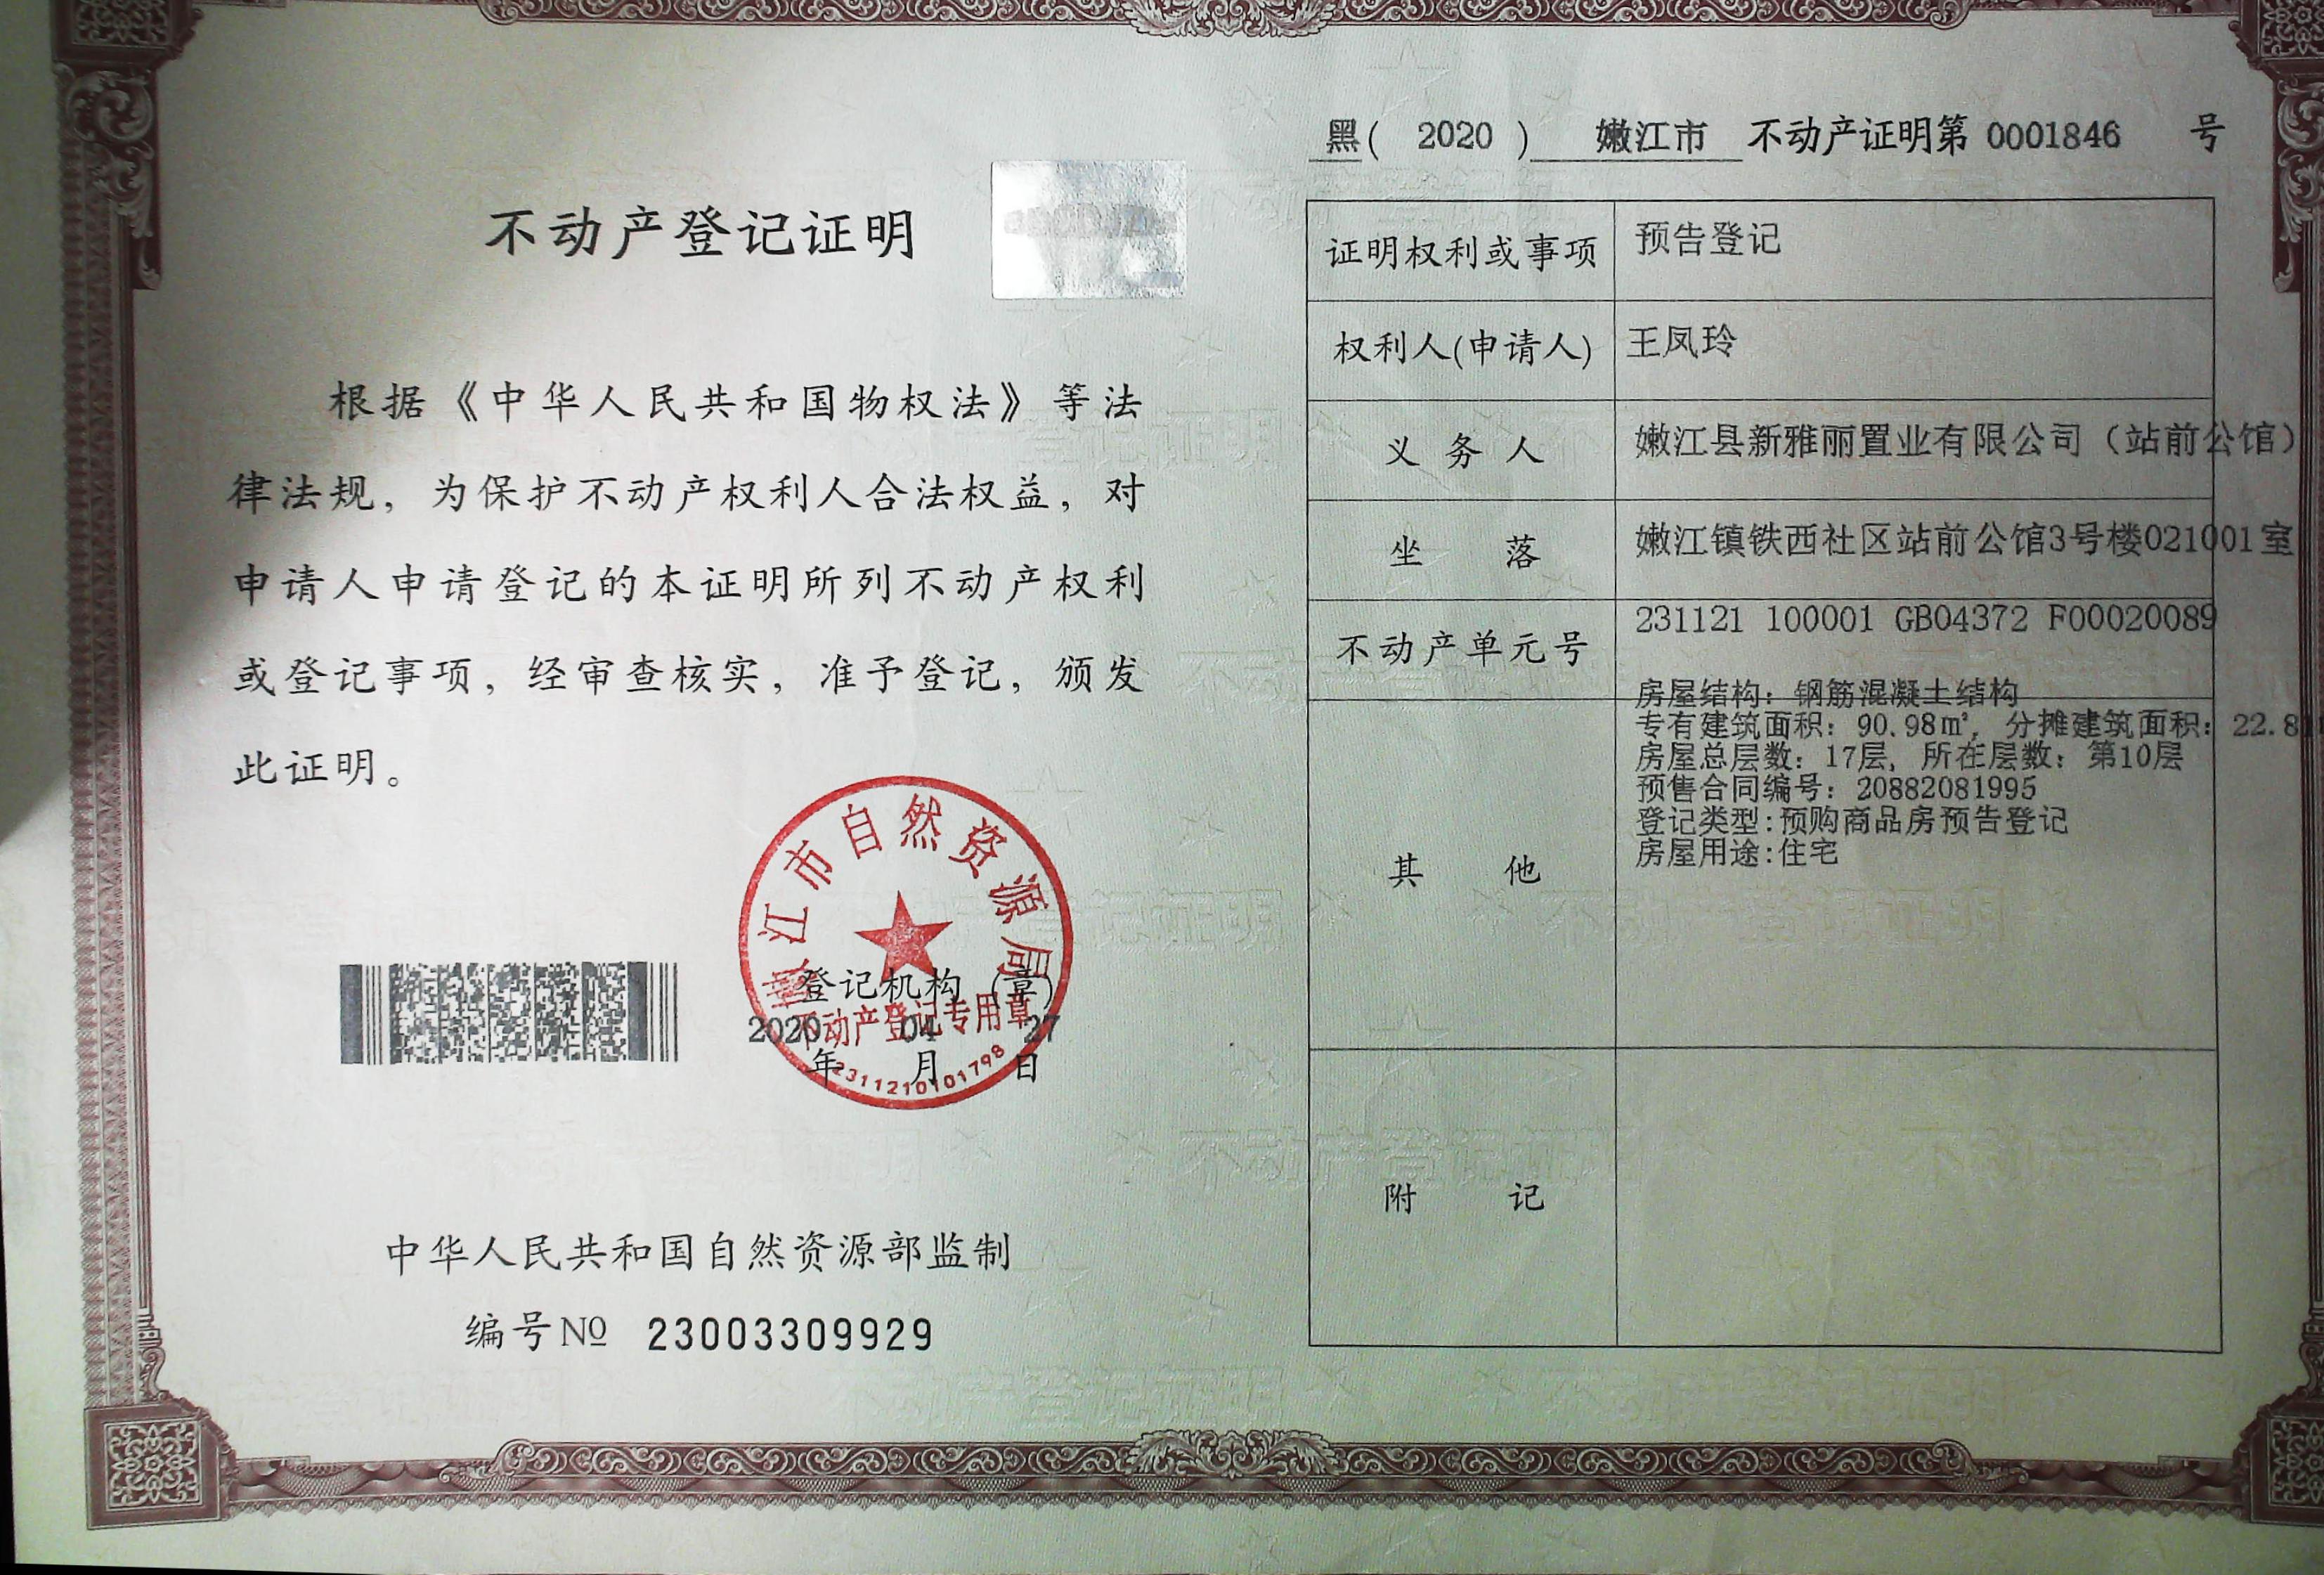 不动产登记证明
根据《中华人民共和国物权法》等法
律法规，为保护不动产权利人合法权益，对
申请人申请登记的本证明所列不动产权利
或登记事项，经审查核实，准予登记，颁发
此证明。
嫩江市自然资源局
登记机构（章）
不动产登记专用章
2020 04 27
年 月 日
2311210101798
中华人民共和国自然资源部监制
编号№ 23003309929
黑( 2020 ) 嫩江市 不动产证明第 0001846 号
证明权利或事项 预告登记
权利人(申请人) 王凤玲
义务人 嫩江县新雅丽置业有限公司（站前公馆）
坐落 嫩江镇铁西社区站前公馆3号楼021001室
不动产单元号 231121 100001 GB04372 F00020089
其他
房屋结构：钢筋混凝土结构
专有建筑面积：90.98㎡，分摊建筑面积：22.8
房屋总层数：17层，所在层数：第10层
预售合同编号：20882081995
登记类型:预购商品房预告登记
房屋用途:住宅
附记